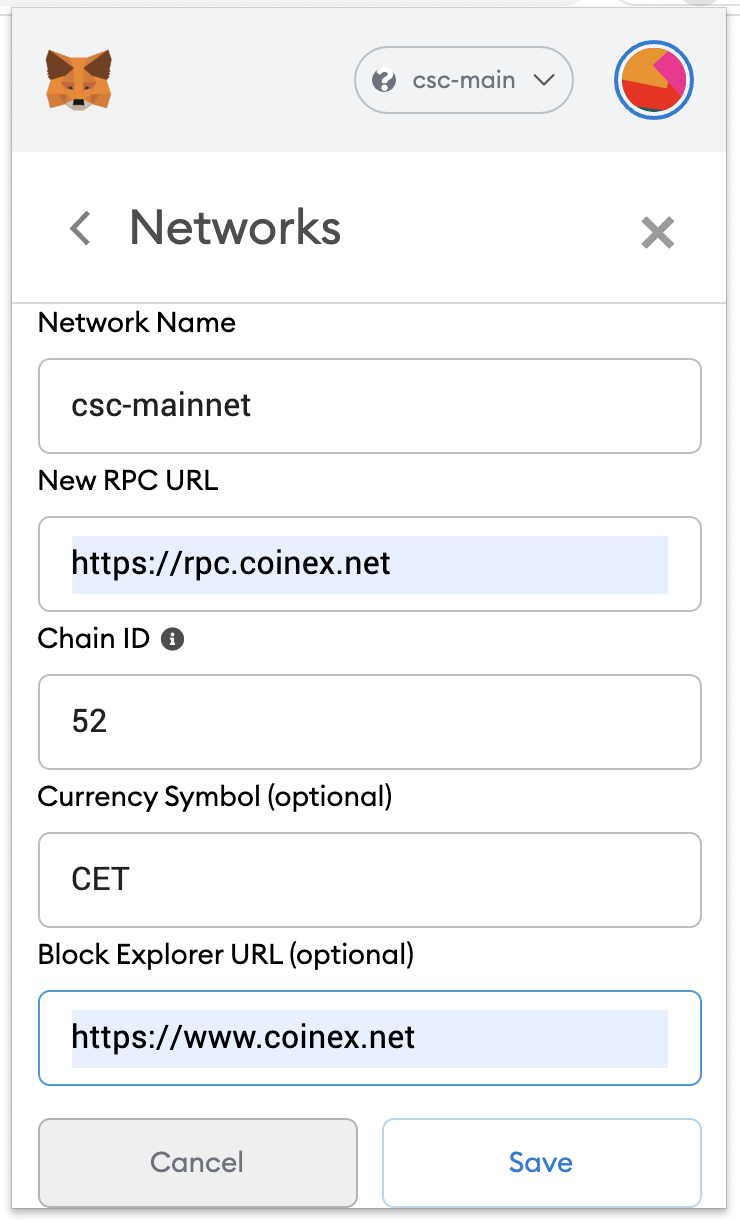 csc-main
Networks
Network Name
csc-mainnet
New RPC URL
https://rpc.coinex.net
Chain ID
52
Currency Symbol (optional)
CET
Block Explorer URL (optional)
https://www.coinex.net
Cancel
Save